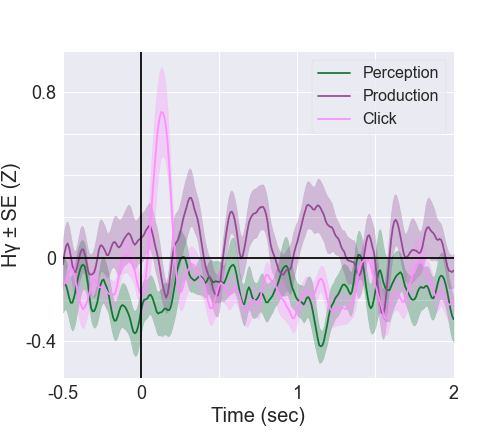 Perception
Production
Click
0.8
0
-0.4
Hγ ± SE (Z)
-0.5
0
1
2
Time (sec)